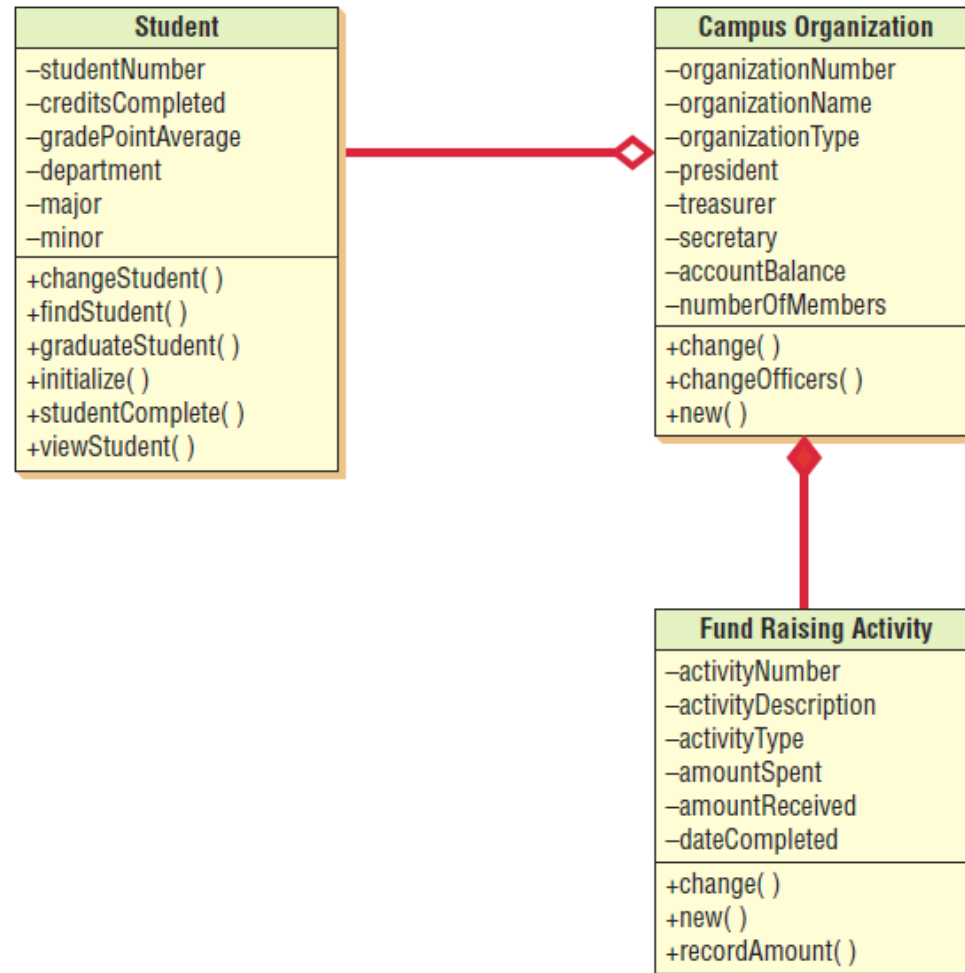 Student
–studentNumber
–creditsCompleted
–gradePointAverage
–department
–major
–minor
+changeStudent( )
+findStudent( )
+graduateStudent( )
+initialize( )
+studentComplete( )
+viewStudent( )
Campus Organization
–organizationNumber
–organizationName
–organizationType
–president
–treasurer
–secretary
–accountBalance
–numberOfMembers
+change( )
+changeOfficers( )
+new( )
Fund Raising Activity
–activityNumber
–activityDescription
–activityType
–amountSpent
–amountReceived
–dateCompleted
+change( )
+new( )
+recordAmount( )